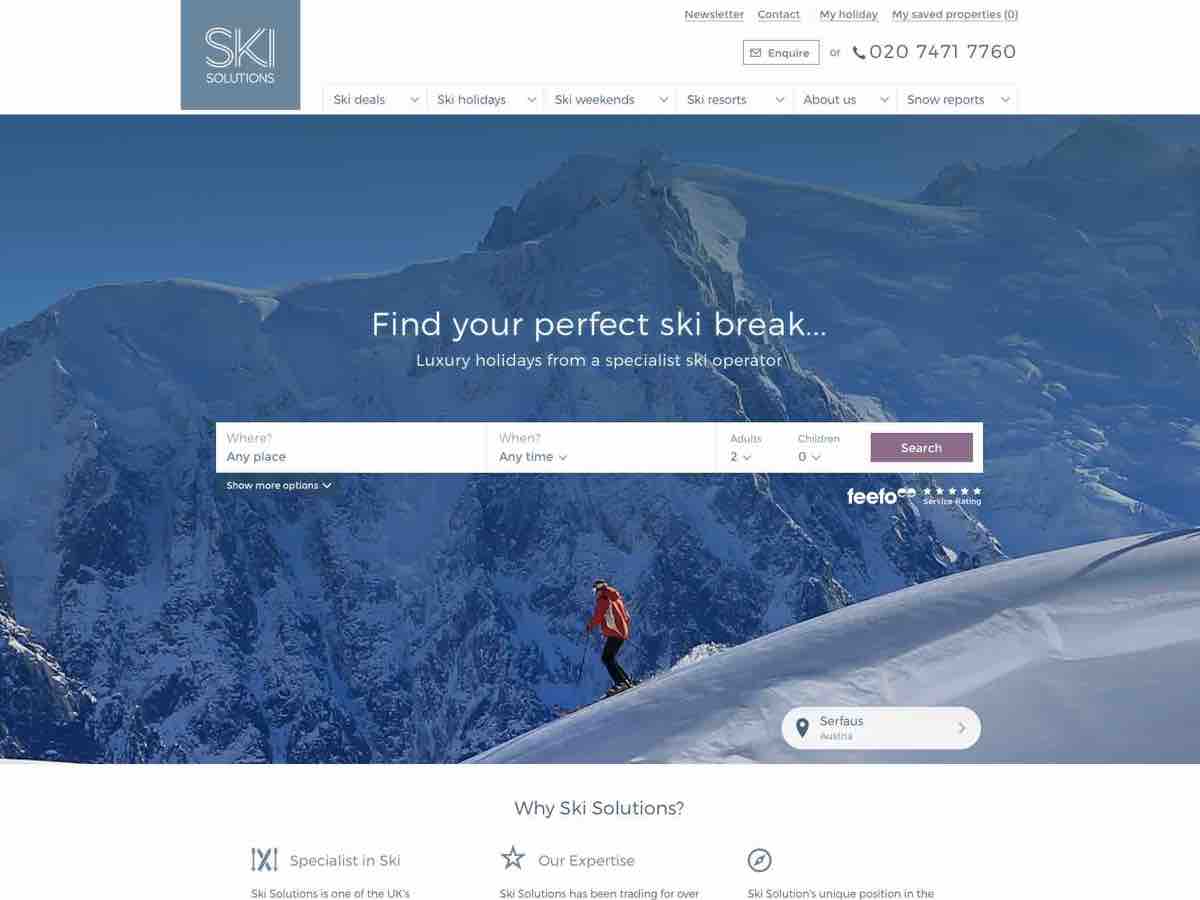 Newsletter Contact My holiday My saved properties (0)
SKI
SOLUTIONS
Enquire or 020 7471 7760
Ski deals Ski holidays Ski weekends Ski resorts About us Snow reports
Find your perfect ski break...
Luxury holidays from a specialist ski operator
Where? When? Adults Children
Any place Any time 2 0 Search
Show more options
feefo
Service Rating
Serfaus
Austria
Why Ski Solutions?
Specialist in Ski Our Expertise
Ski Solutions is one of the UK's Ski Solutions has been trading for over Ski Solution's unique position in the